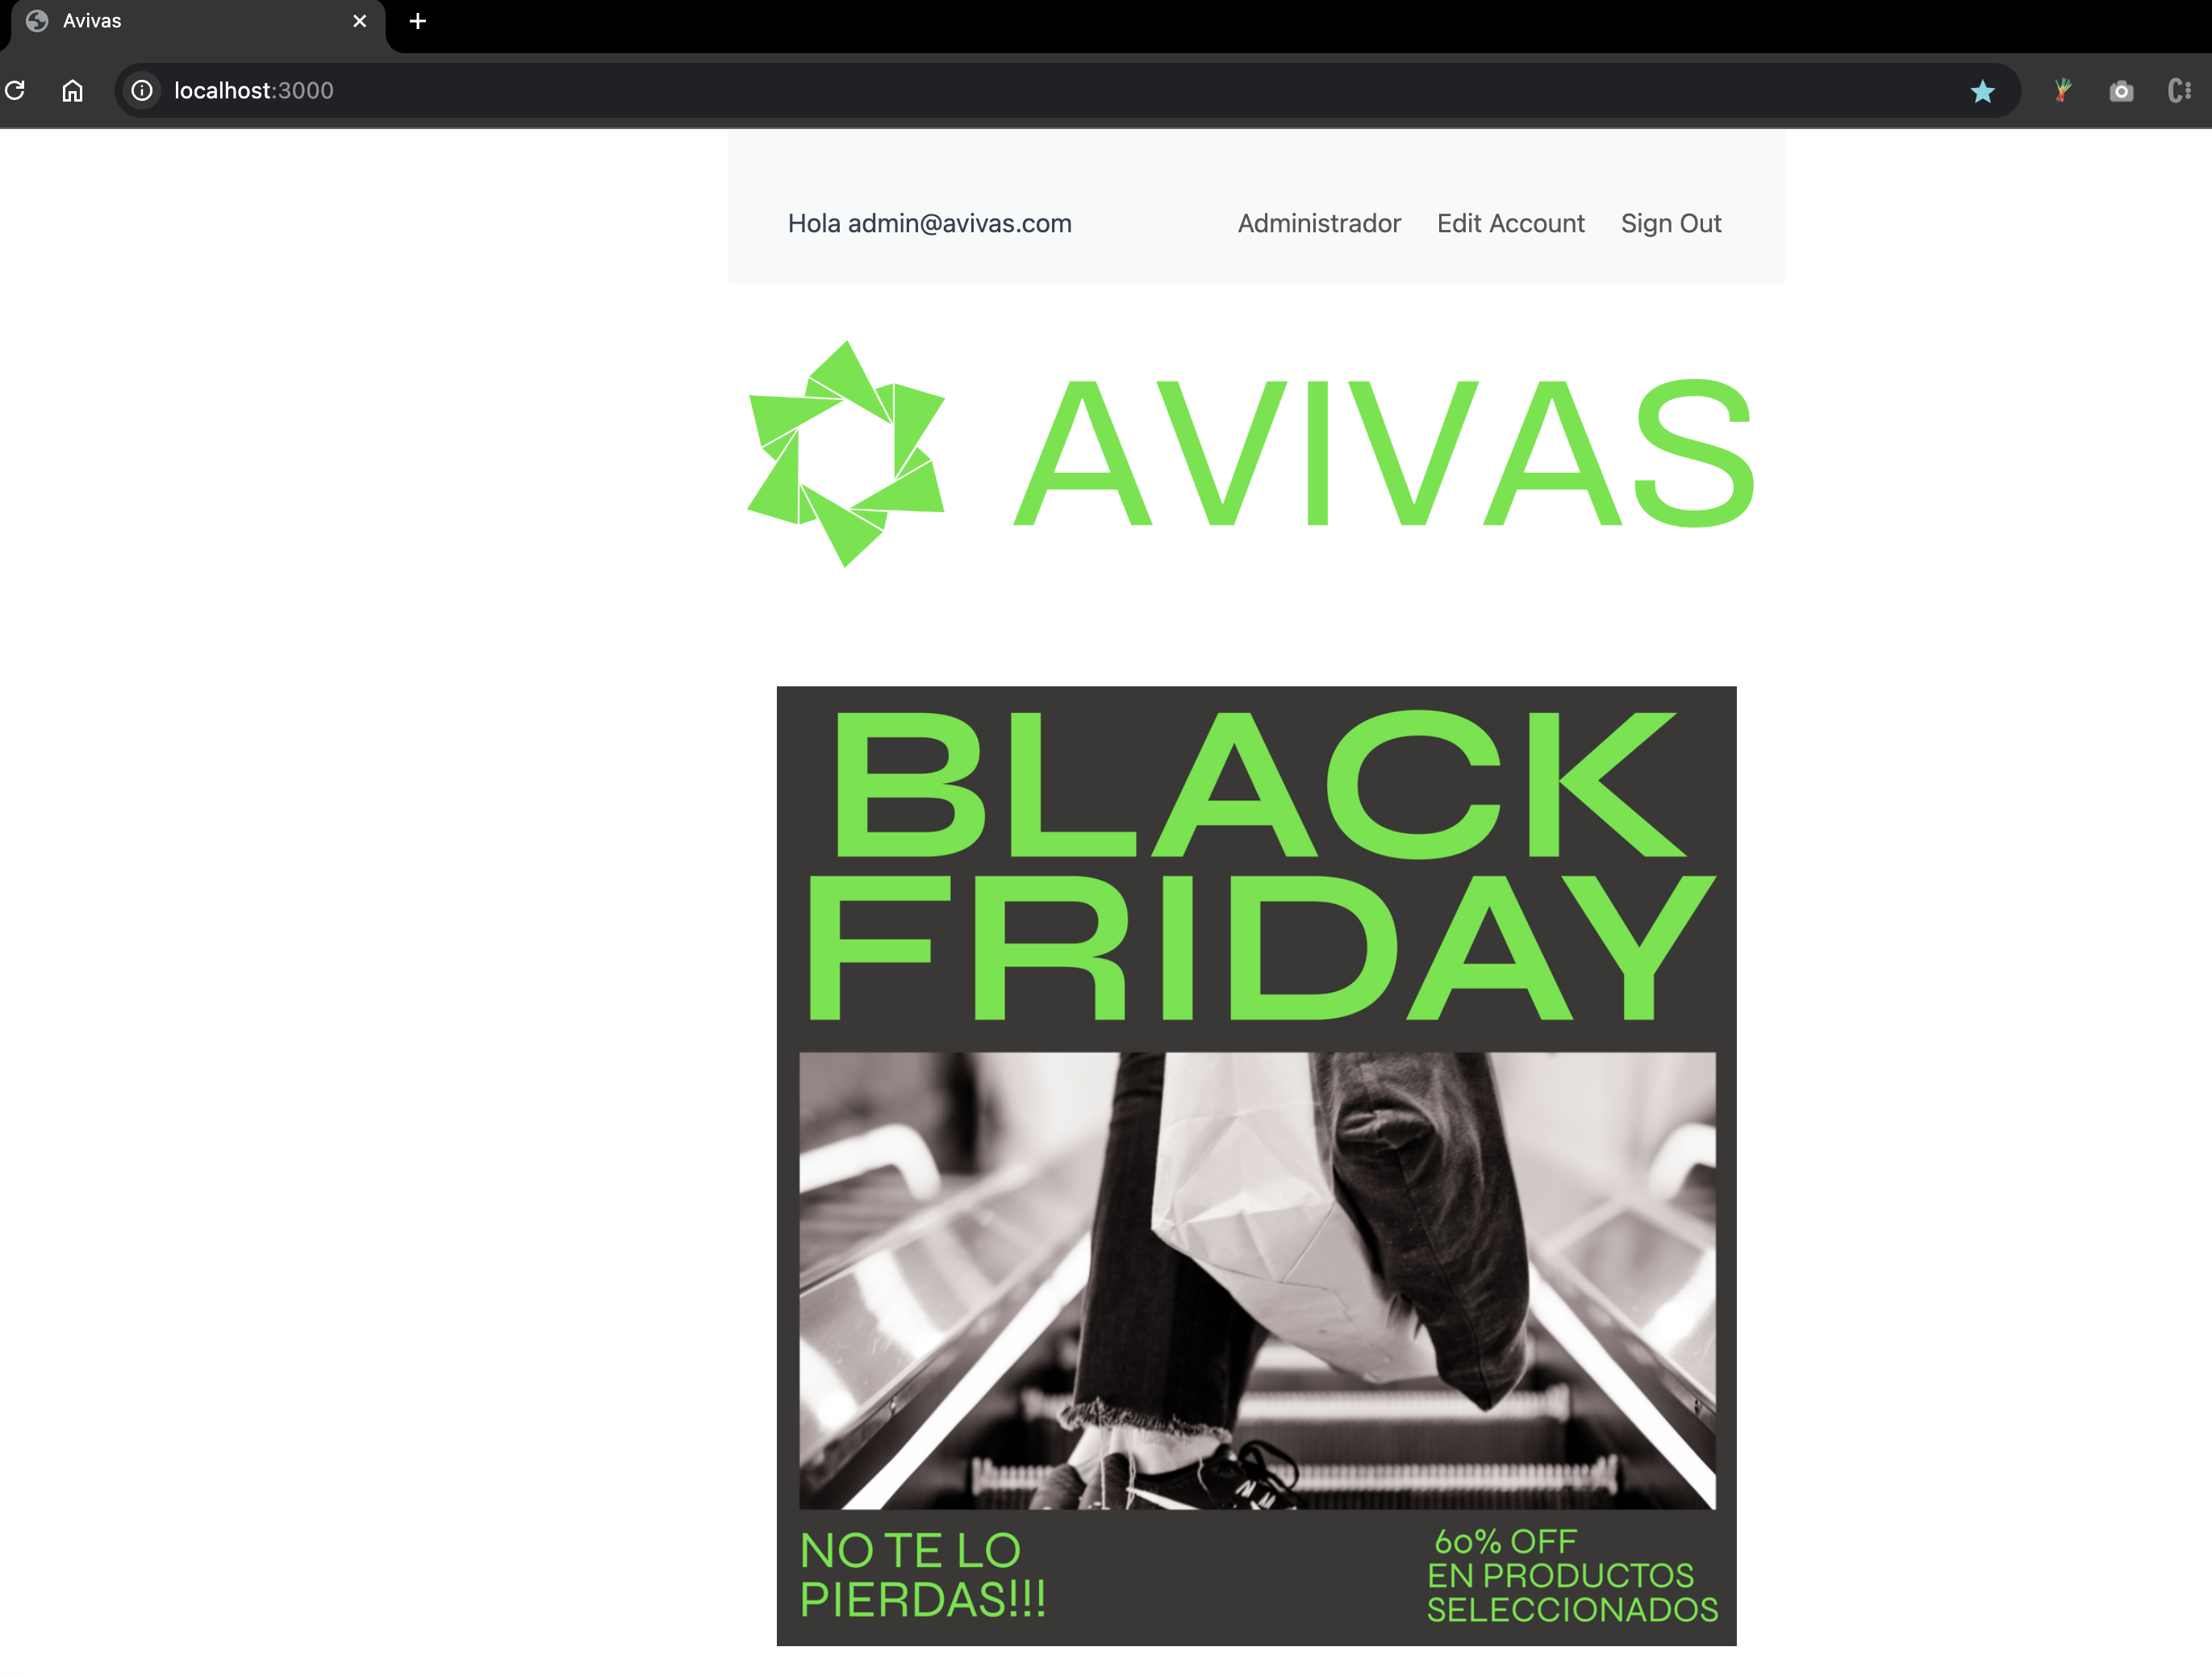 Avivas
localhost:3000
Hola admin@avivas.com Administrador Edit Account Sign Out
AVIVAS
BLACK
FRIDAY
NO TE LO
PIERDAS!!!
60% OFF
EN PRODUCTOS
SELECCIONADOS